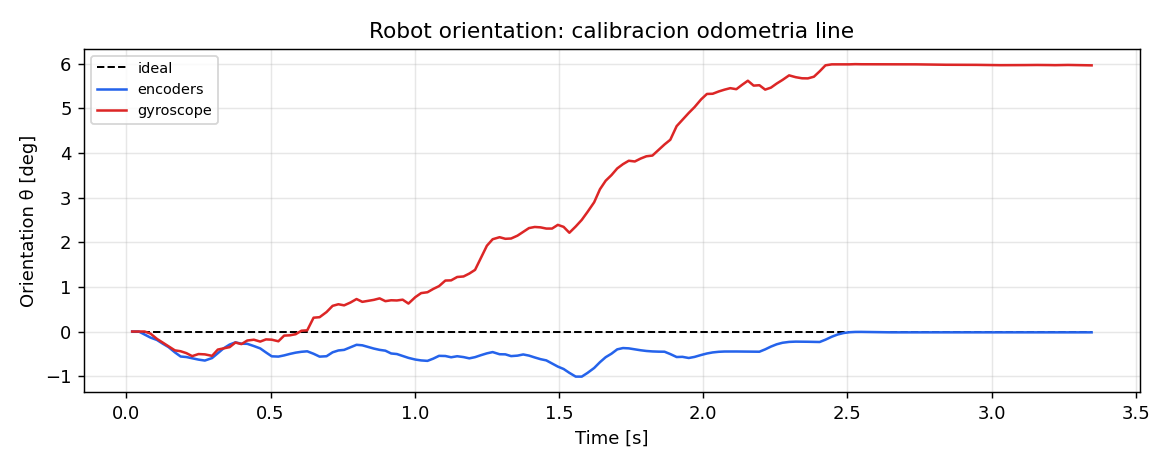 Robot orientation: calibracion odometria line
ideal
encoders
gyroscope
Orientation θ [deg]
6
5
4
3
2
1
0
−1
0.0 0.5 1.0 1.5 2.0 2.5 3.0 3.5
Time [s]